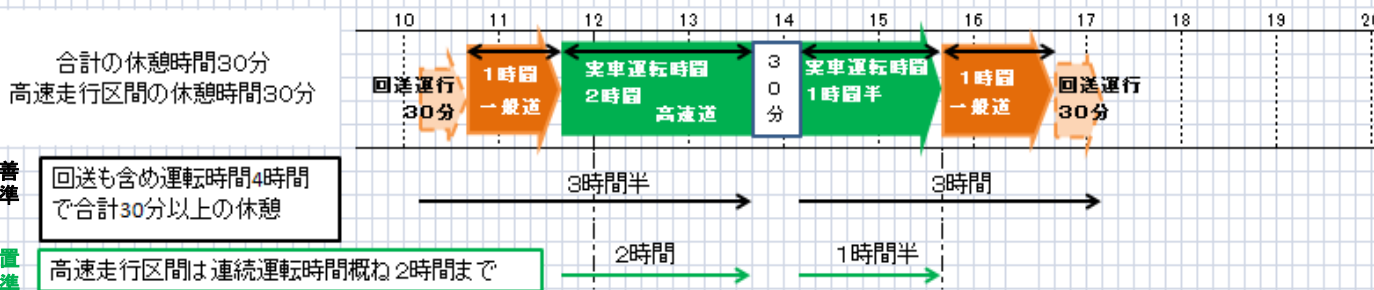 10 11 12 13 14 15 16 17 18 19 20
合計の休憩時間30分
高速走行区間の休憩時間30分
回送運行
30分
1時間
一般道
実車運転時間
2時間
高速道
30分
実車運転時間
1時間半
1時間
一般道
回送運行
30分
善
準
回送も含め運転時間4時間
で合計30分以上の休憩
3時間半
3時間
置
準
高速走行区間は連続運転時間概ね2時間まで
2時間
1時間半